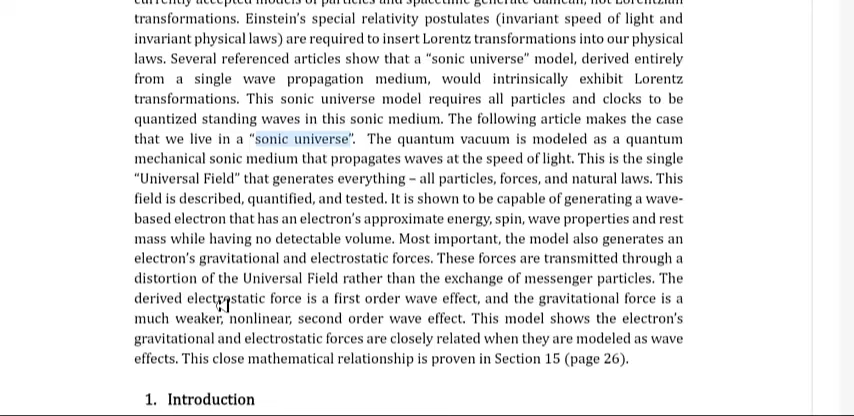 currently accepted models of particles and spacetime generate Galilean, not Lorentzian
transformations. Einstein’s special relativity postulates (invariant speed of light and
invariant physical laws) are required to insert Lorentz transformations into our physical
laws. Several referenced articles show that a “sonic universe” model, derived entirely
from a single wave propagation medium, would intrinsically exhibit Lorentz
transformations. This sonic universe model requires all particles and clocks to be
quantized standing waves in this sonic medium. The following article makes the case
that we live in a “sonic universe”. The quantum vacuum is modeled as a quantum
mechanical sonic medium that propagates waves at the speed of light. This is the single
“Universal Field” that generates everything – all particles, forces, and natural laws. This
field is described, quantified, and tested. It is shown to be capable of generating a wave-
based electron that has an electron’s approximate energy, spin, wave properties and rest
mass while having no detectable volume. Most important, the model also generates an
electron’s gravitational and electrostatic forces. These forces are transmitted through a
distortion of the Universal Field rather than the exchange of messenger particles. The
derived electrostatic force is a first order wave effect, and the gravitational force is a
much weaker, nonlinear, second order wave effect. This model shows the electron’s
gravitational and electrostatic forces are closely related when they are modeled as wave
effects. This close mathematical relationship is proven in Section 15 (page 26).
1. Introduction